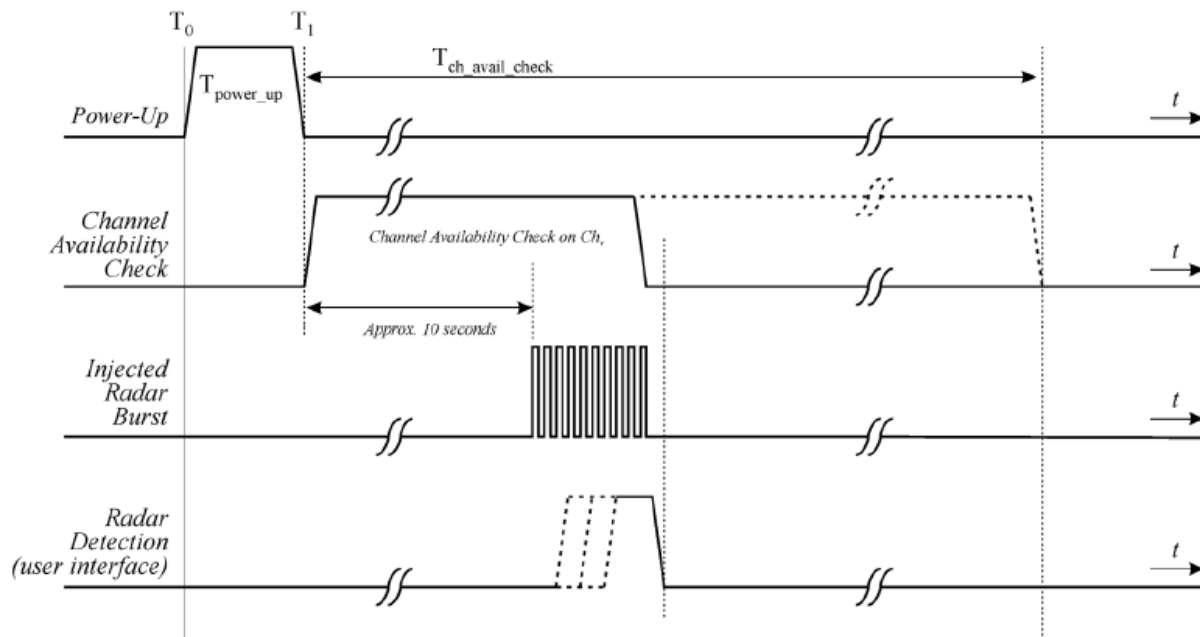 T0 T1
Tch_avail_check
Tpower_up
t
Power-Up
Channel
Availability
Check
Channel Availability Check on Chr
t
Approx. 10 seconds
Injected
Radar
Burst
t
Radar
Detection
(user interface)
t